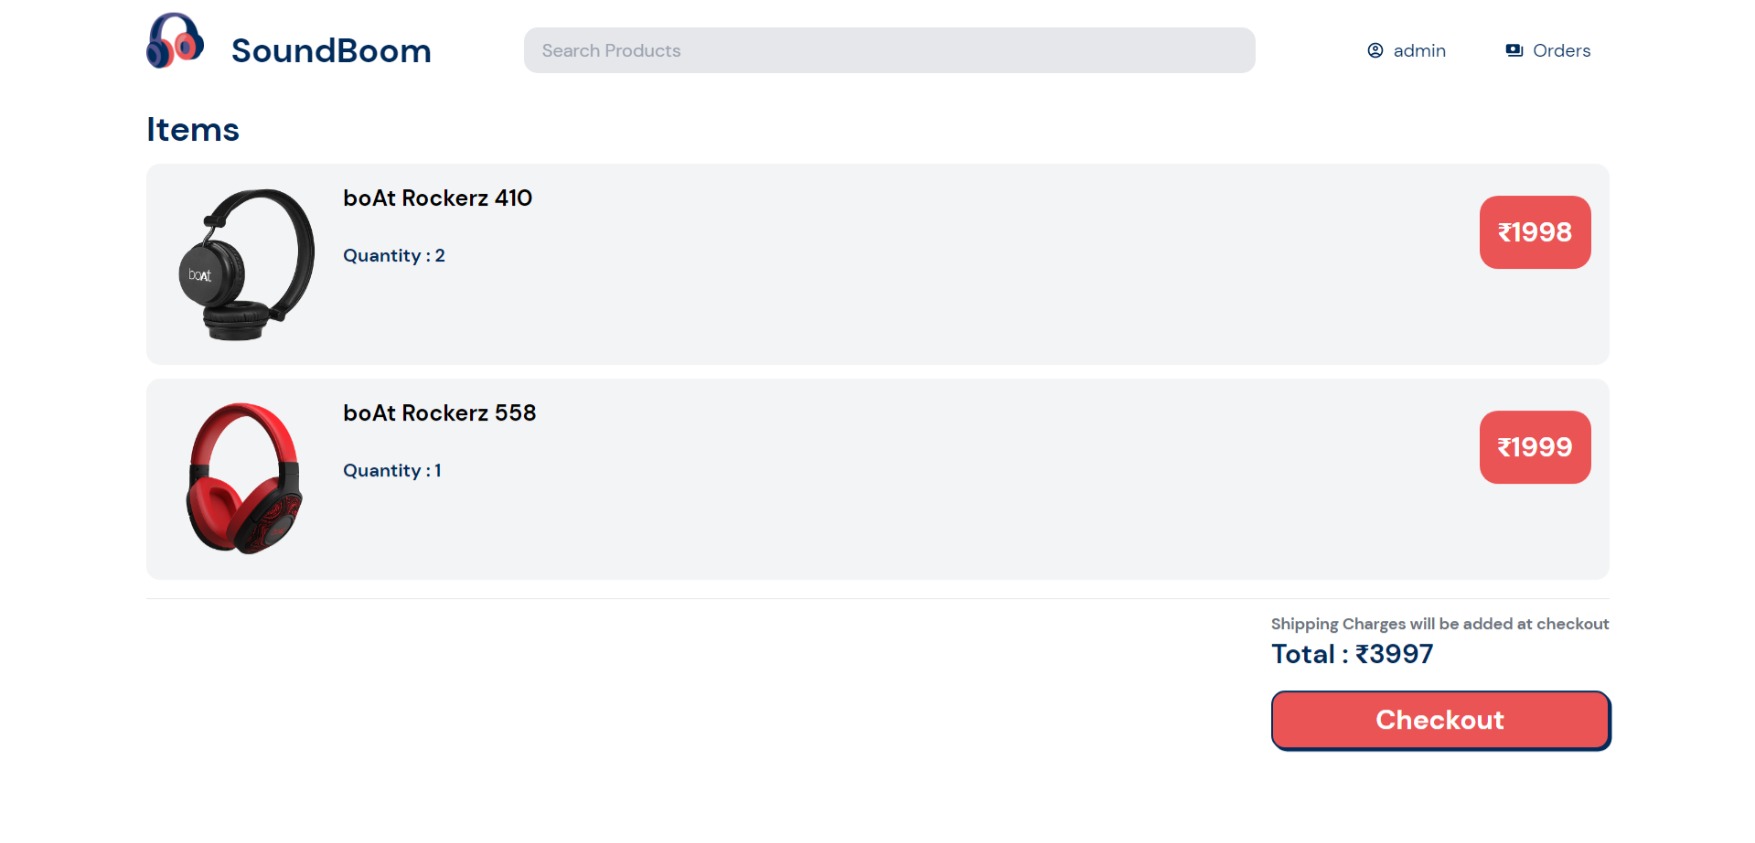 SoundBoom
Search Products
admin
Orders
Items
boAt Rockerz 410
₹1998
Quantity : 2
boAt
boAt Rockerz 558
₹1999
Quantity : 1
Shipping Charges will be added at checkout
Total : ₹3997
Checkout